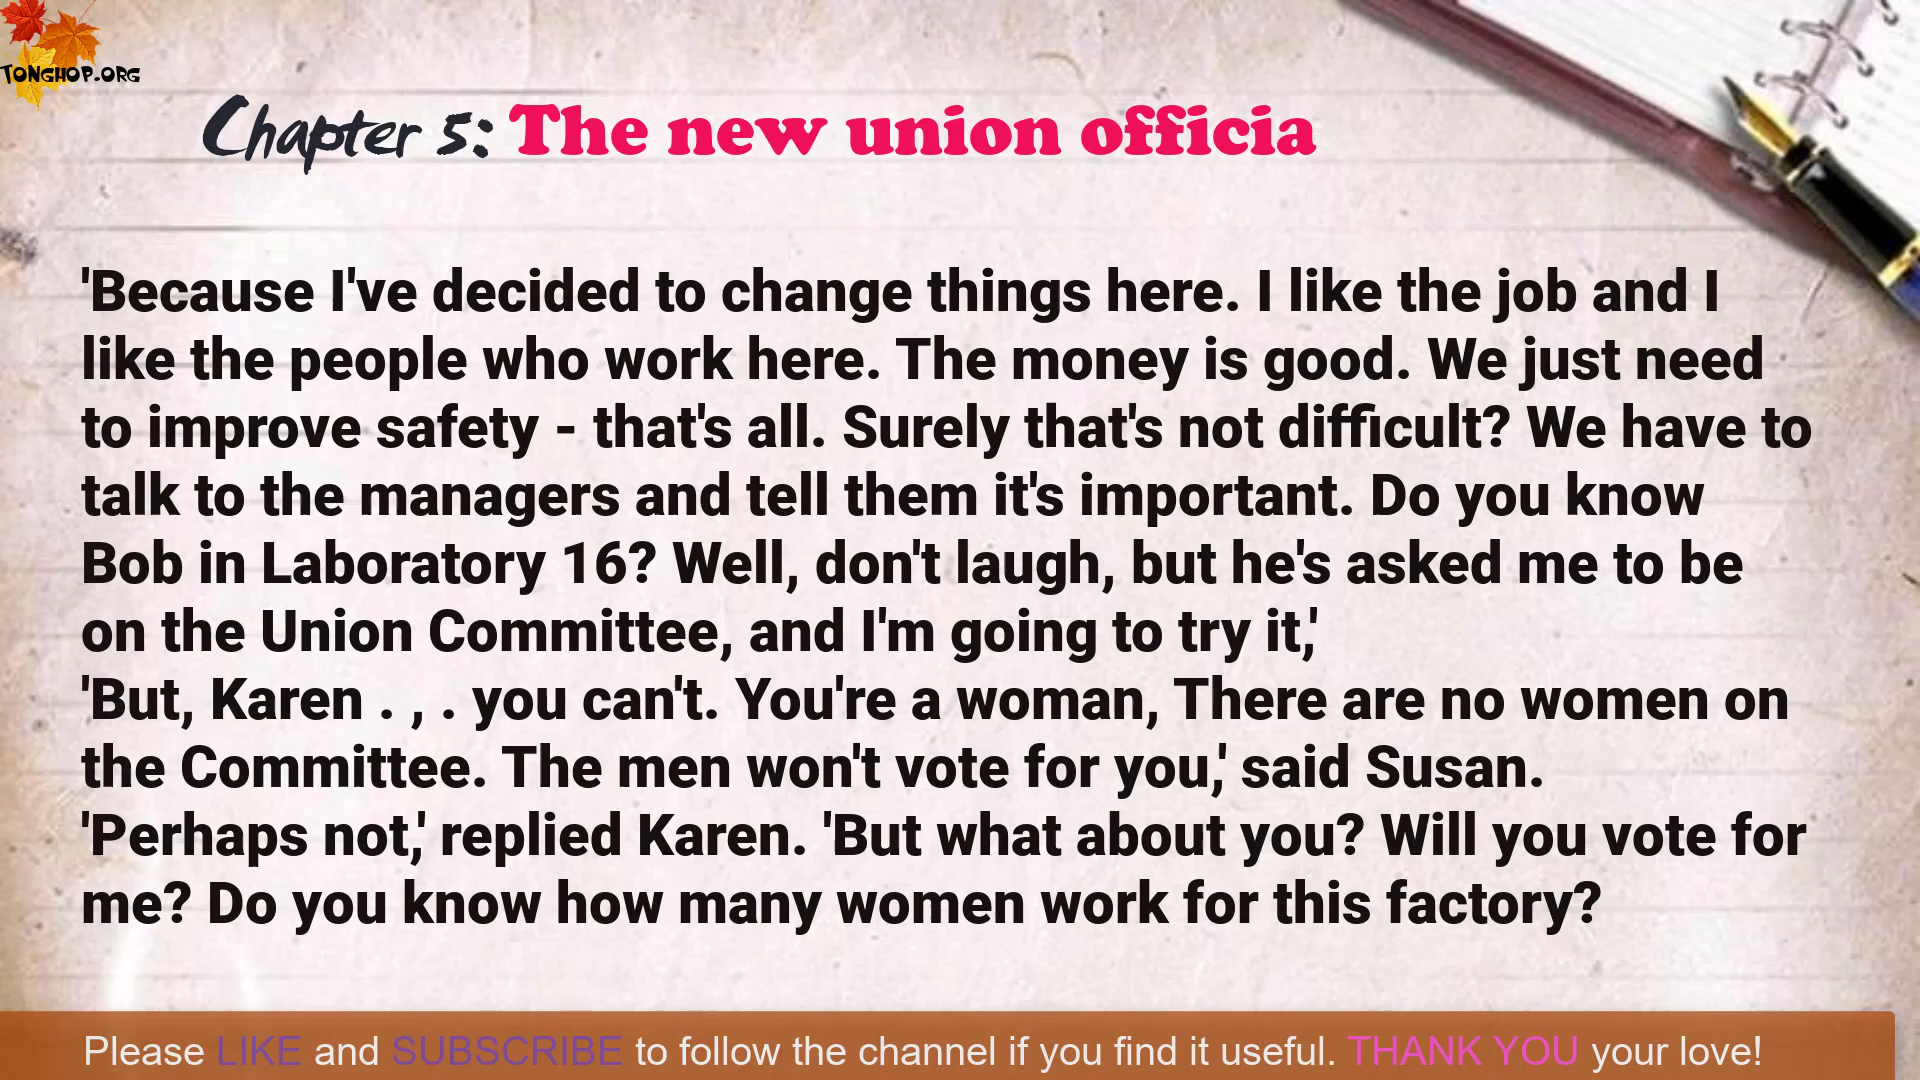 TONGHOP.ORG
Chapter 5: The new union officia
'Because I've decided to change things here. I like the job and I
like the people who work here. The money is good. We just need
to improve safety - that's all. Surely that's not difficult? We have to
talk to the managers and tell them it's important. Do you know
Bob in Laboratory 16? Well, don't laugh, but he's asked me to be
on the Union Committee, and I'm going to try it,'
'But, Karen . , . you can't. You're a woman, There are no women on
the Committee. The men won't vote for you,' said Susan.
'Perhaps not,' replied Karen. 'But what about you? Will you vote for
me? Do you know how many women work for this factory?
Please LIKE and SUBSCRIBE to follow the channel if you find it useful. THANK YOU your love!